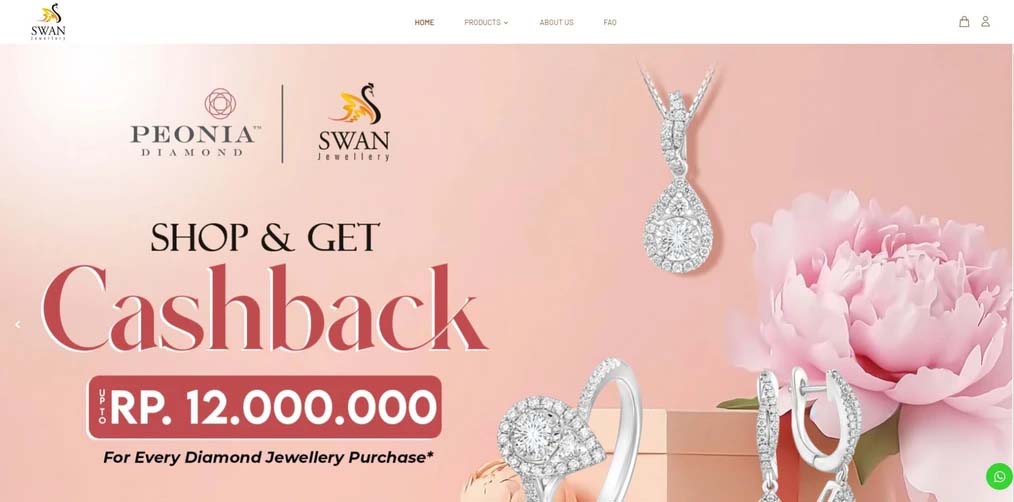 SWAN
Jewellery
HOME
PRODUCTS
ABOUT US
FAQ
PEONIA™
DIAMOND
SWAN
Jewellery
SHOP & GET
Cashback
UP TO RP. 12.000.000
For Every Diamond Jewellery Purchase*